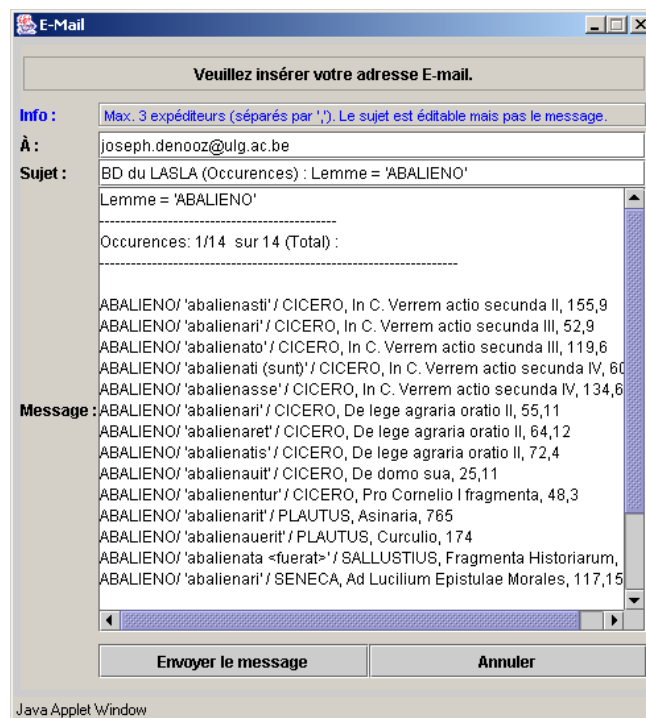 E-Mail
Veuillez insérer votre adresse E-mail.
Info : Max. 3 expéditeurs (séparés par ','). Le sujet est éditable mais pas le message.
À : joseph.denooz@ulg.ac.be
Sujet : BD du LASLA (Occurences) : Lemme = 'ABALIENO'
Lemme = 'ABALIENO'
--------------------------------------------
Occurences: 1/14 sur 14 (Total) :
--------------------------------------------------------------------
ABALIENO/ 'abalienasti' / CICERO, In C. Verrem actio secunda II, 155,9
ABALIENO/ 'abalienari' / CICERO, In C. Verrem actio secunda III, 52,9
ABALIENO/ 'abalienato' / CICERO, In C. Verrem actio secunda III, 119,6
ABALIENO/ 'abalienati (sunt)' / CICERO, In C. Verrem actio secunda IV, 60
ABALIENO/ 'abalienasse' / CICERO, In C. Verrem actio secunda IV, 134,6
Message : ABALIENO/ 'abalienari' / CICERO, De lege agraria oratio II, 55,11
ABALIENO/ 'abalienaret' / CICERO, De lege agraria oratio II, 64,12
ABALIENO/ 'abalienatis' / CICERO, De lege agraria oratio II, 72,4
ABALIENO/ 'abalienauit' / CICERO, De domo sua, 25,11
ABALIENO/ 'abalienentur' / CICERO, Pro Cornelio I fragmenta, 48,3
ABALIENO/ 'abalienarit' / PLAUTUS, Asinaria, 765
ABALIENO/ 'abalienauerit' / PLAUTUS, Curculio, 174
ABALIENO/ 'abalienata <fuerat>' / SALLUSTIUS, Fragmenta Historiarum,
ABALIENO/ 'abalienari' / SENECA, Ad Lucilium Epistulae Morales, 117,15
Envoyer le message Annuler
Java Applet Window